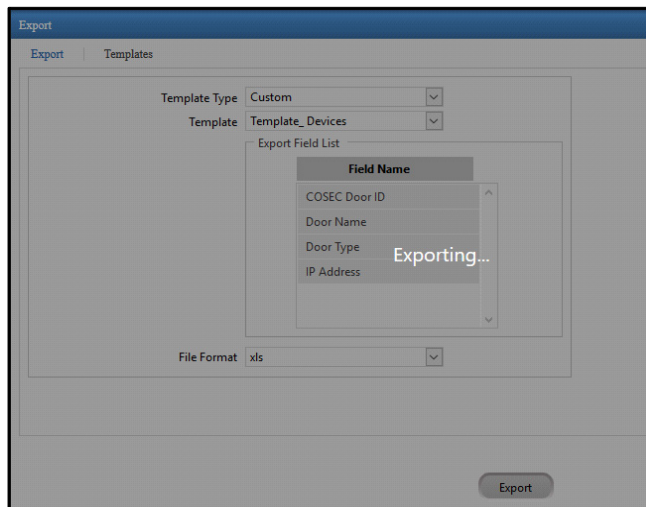 Export
Export Templates
Template Type Custom
Template Template_ Devices
Export Field List
Field Name
COSEC Door ID
Door Name
Door Type
Exporting...
IP Address
File Format xls
Export